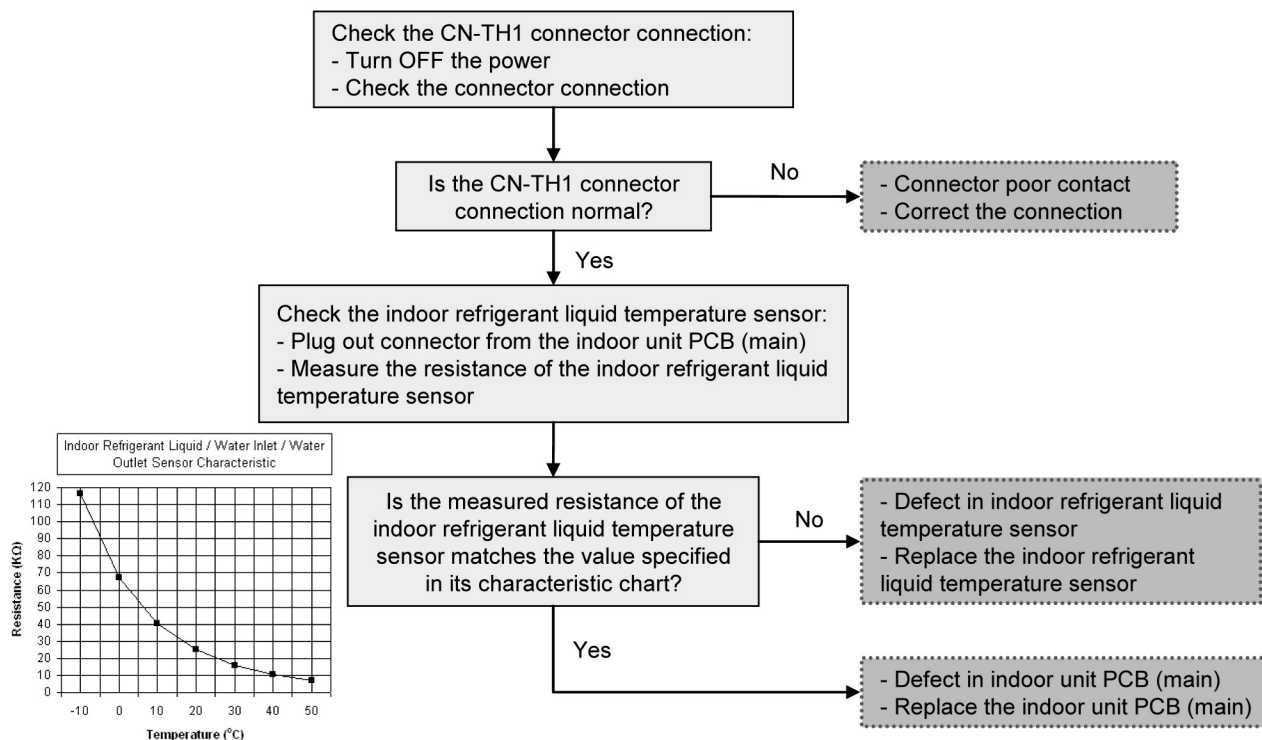 Check the CN-TH1 connector connection:
- Turn OFF the power
- Check the connector connection
Is the CN-TH1 connector
connection normal?
No
- Connector poor contact
- Correct the connection
Yes
Check the indoor refrigerant liquid temperature sensor:
- Plug out connector from the indoor unit PCB (main)
- Measure the resistance of the indoor refrigerant liquid
temperature sensor
Indoor Refrigerant Liquid / Water Inlet / Water
Outlet Sensor Characteristic
120
110
100
90
80
70
60
50
40
30
20
10
0
Resistance (KΩ)
-10 0 10 20 30 40 50
Temperature (°C)
Is the measured resistance of the
indoor refrigerant liquid temperature
sensor matches the value specified
in its characteristic chart?
No
- Defect in indoor refrigerant liquid
temperature sensor
- Replace the indoor refrigerant
liquid temperature sensor
Yes
- Defect in indoor unit PCB (main)
- Replace the indoor unit PCB (main)